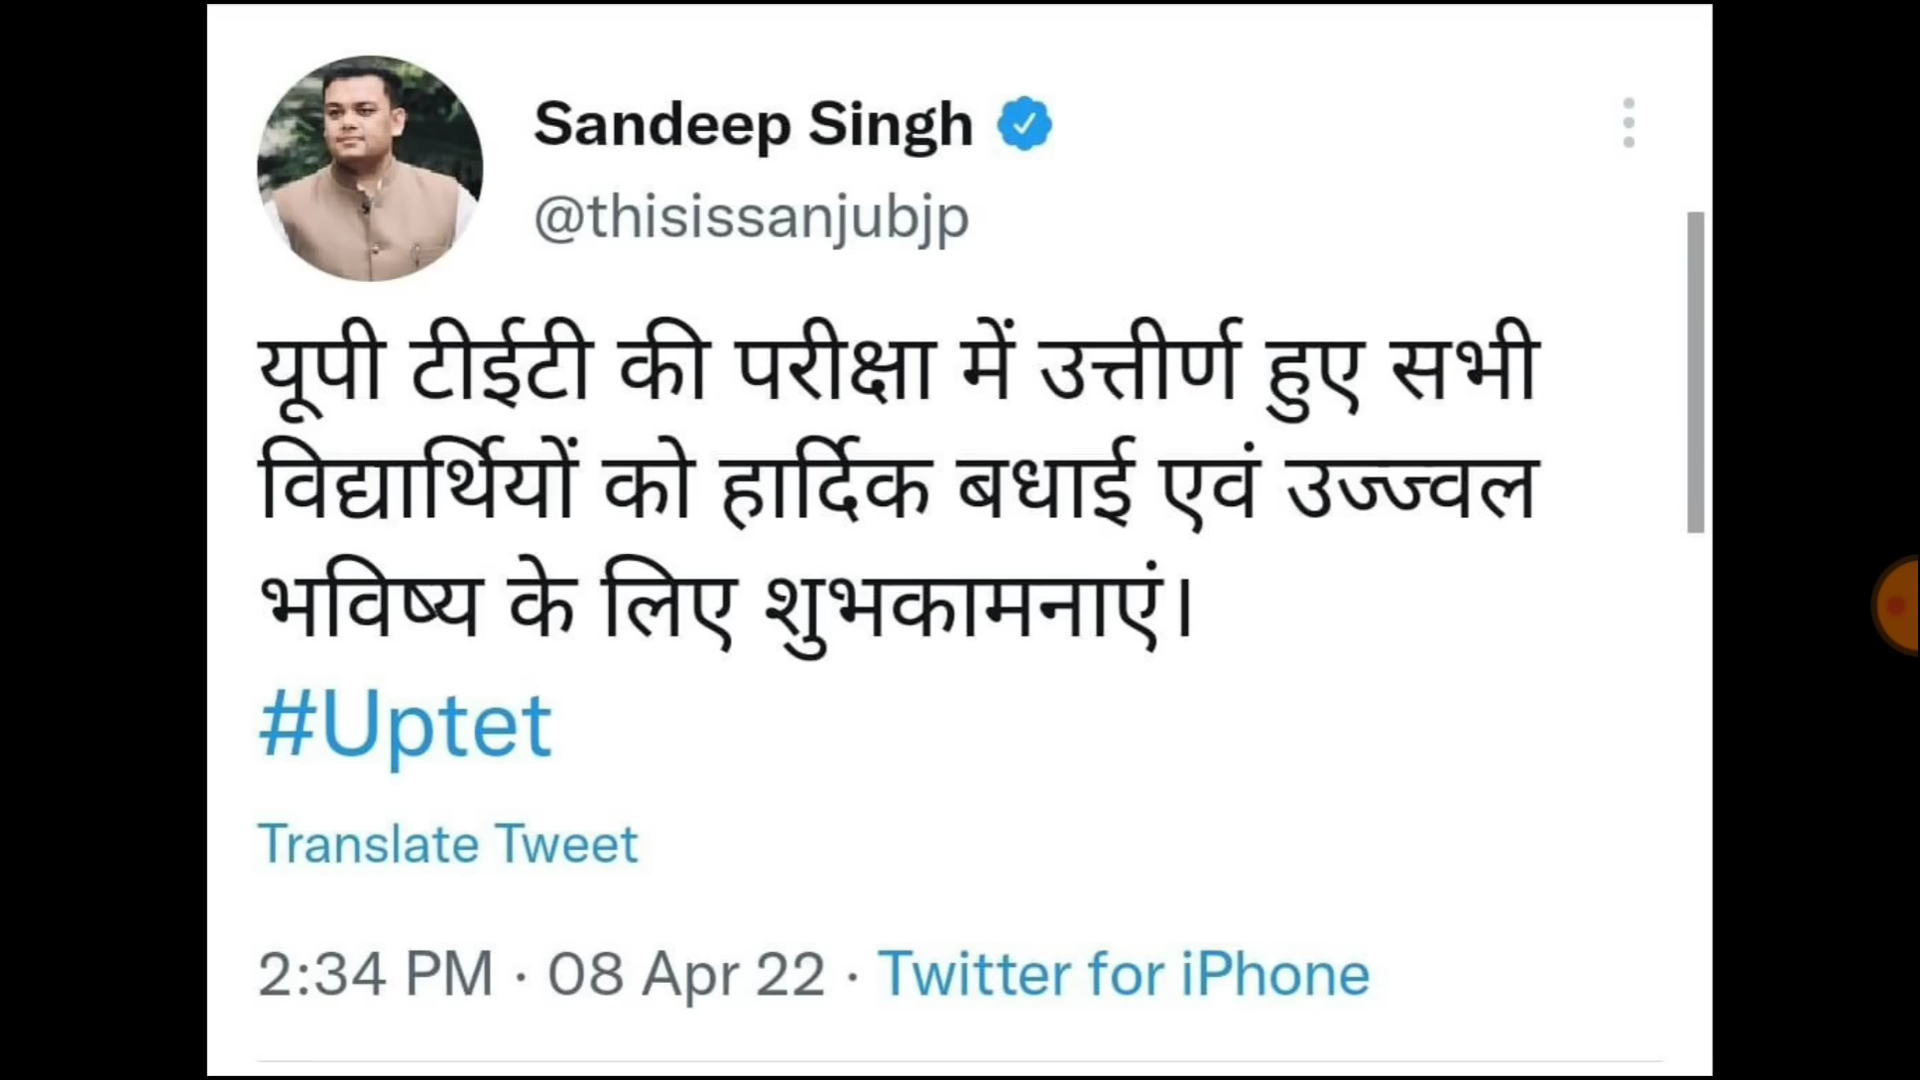 Sandeep Singh
@thisissanjubjp
यूपी टीईटी की परीक्षा में उत्तीर्ण हुए सभी
विद्यार्थियों को हार्दिक बधाई एवं उज्ज्वल
भविष्य के लिए शुभकामनाएं।
#Uptet
Translate Tweet
2:34 PM · 08 Apr 22 · Twitter for iPhone